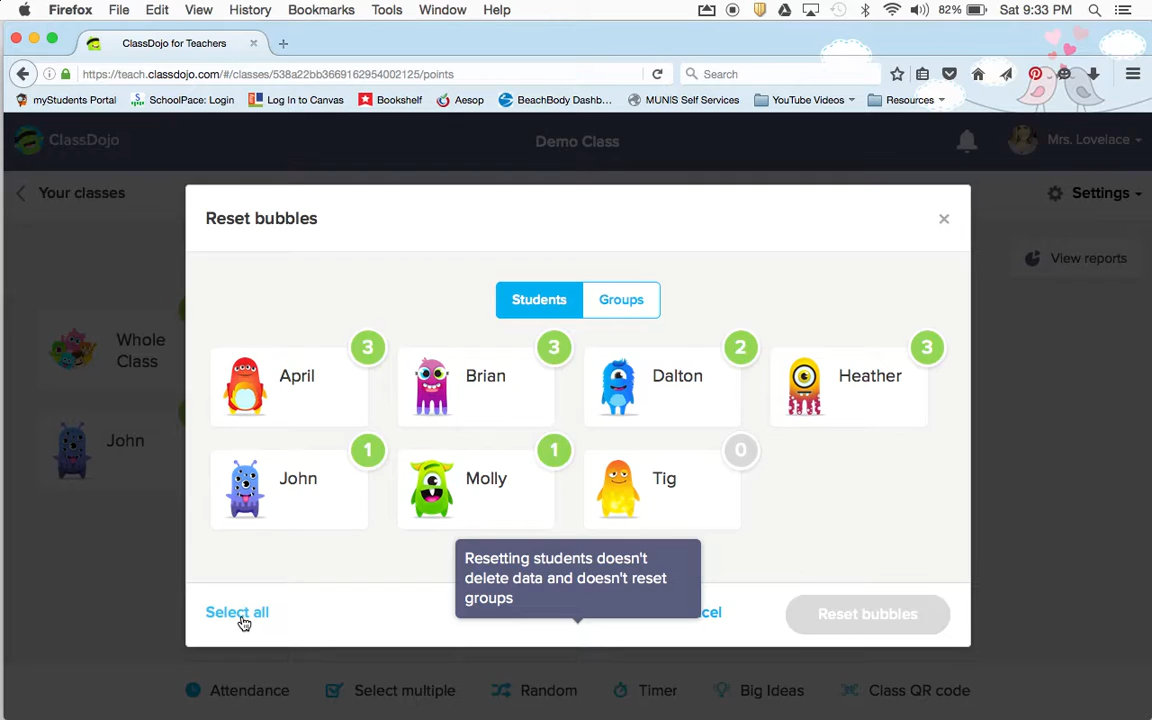 Firefox File Edit View History Bookmarks Tools Window Help 82% Sat 9:33 PM
ClassDojo for Teachers
https://teach.classdojo.com/#/classes/538a22bb3669162954002125/points Search
myStudents Portal SchoolPace: Login Log In to Canvas Bookshelf Aesop BeachBody Dashb... MUNIS Self Services YouTube Videos Resources
ClassDojo Demo Class Mrs. Lovelace
Your classes Settings
Reset bubbles
View reports
Students Groups
Whole
Class
3 3 2 3
April Brian Dalton Heather
John
1 1 0
John Molly Tig
Resetting students doesn't
delete data and doesn't reset
groups
Select all cel Reset bubbles
Attendance Select multiple Random Timer Big Ideas Class QR code